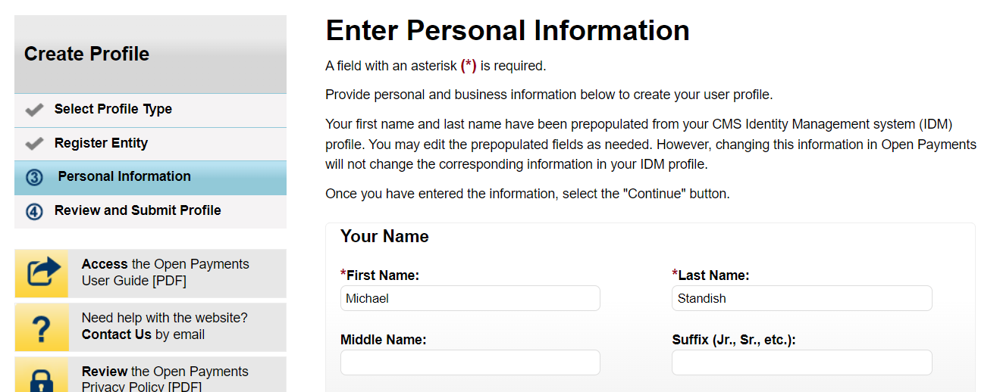 Create Profile
Select Profile Type
Register Entity
3 Personal Information
4 Review and Submit Profile
Access the Open Payments
User Guide [PDF]
? Need help with the website?
Contact Us by email
Review the Open Payments
Privacy Policy [PDF]
Enter Personal Information
A field with an asterisk (*) is required.
Provide personal and business information below to create your user profile.
Your first name and last name have been prepopulated from your CMS Identity Management system (IDM)
profile. You may edit the prepopulated fields as needed. However, changing this information in Open Payments
will not change the corresponding information in your IDM profile.
Once you have entered the information, select the "Continue" button.
Your Name
*First Name: *Last Name:
Michael Standish
Middle Name: Suffix (Jr., Sr., etc.):